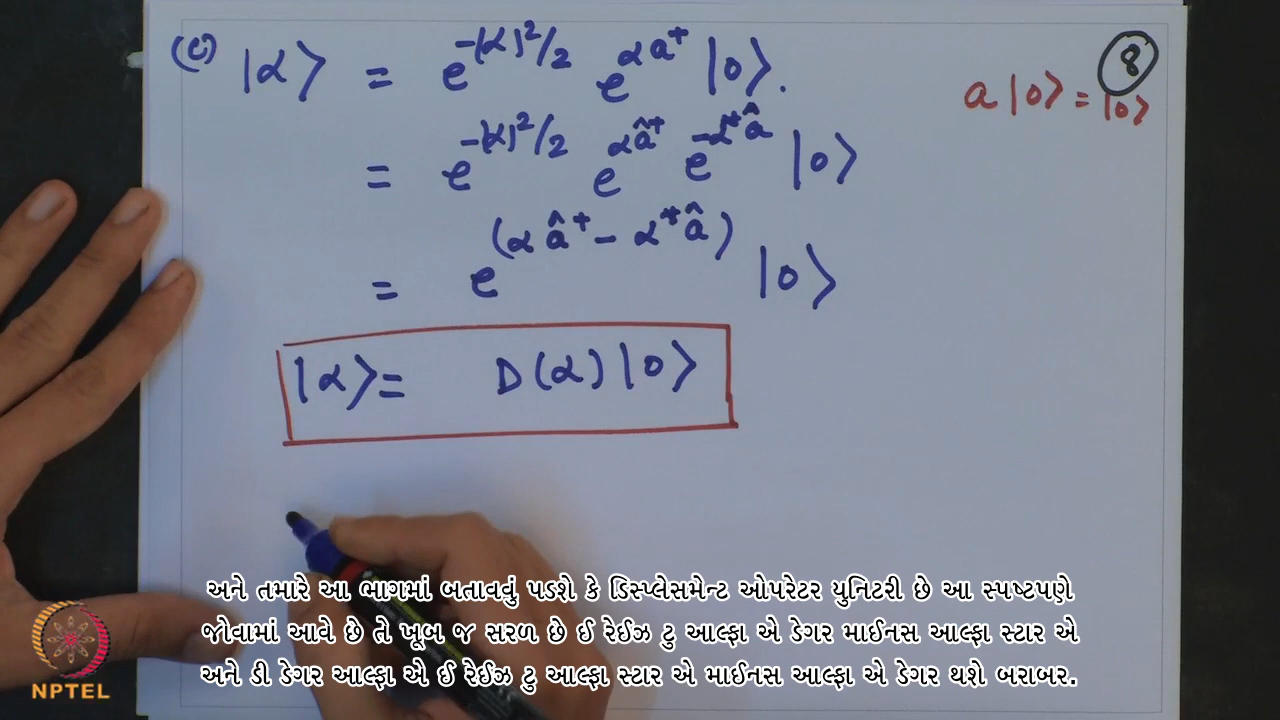 (c) |α⟩ = e^{-|α|²/2} e^{αa†} |0⟩.
8
a|0⟩ = |0⟩
= e^{-|α|²/2} e^{αâ†} e^{-α*â} |0⟩
= e^{(αâ† - α*â)} |0⟩
|α⟩ = D(α)|0⟩
અને તમારે આ ભાગમાં બતાવવું પડશે કે ડિસ્પ્લેસમેન્ટ ઓપરેટર યુનિટરી છે આ સ્પષ્ટપણે
જોવામાં આવે છે તે ખૂબ જ સરળ છે ઈ રેઈઝ ટુ આલ્ફા એ ડેગર માઈનસ આલ્ફા સ્ટાર એ
અને ડી ડેગર આલ્ફા એ ઈ રેઈઝ ટુ આલ્ફા સ્ટાર એ માઈનસ આલ્ફા એ ડેગર થશે બરાબર.
NPTEL